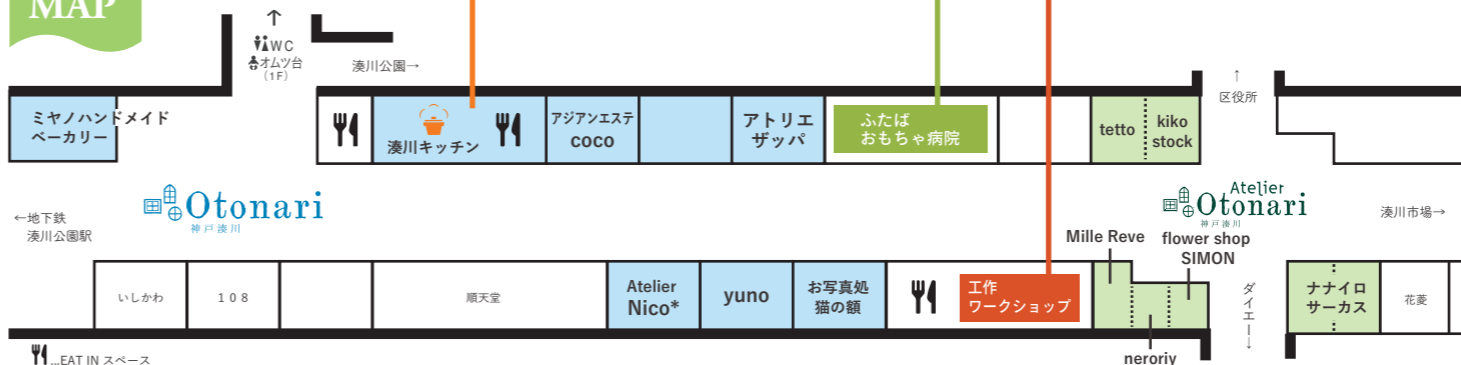 MAP
↑
WC
オムツ台
(1F)
湊川公園→
↑
区役所
ミヤノハンドメイド
ベーカリー
湊川キッチン
アジアンエステ
coco
アトリエ
ザッパ
ふたば
おもちゃ病院
tetto
kiko
stock
←地下鉄
湊川公園駅
Otonari
神戸湊川
Atelier
Otonari
神戸湊川
湊川市場→
Mille Reve
flower shop
SIMON
いしかわ
108
順天堂
Atelier
Nico*
yuno
お写真処
猫の額
工作
ワークショップ
ダイエー→
ナナイロ
サーカス
花菱
neroriy
...EAT IN スペース